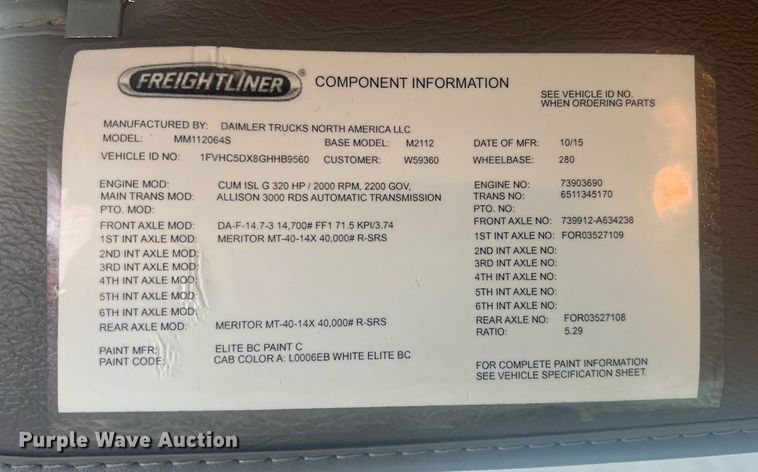 FREIGHTLINER ® COMPONENT INFORMATION
SEE VEHICLE ID NO.
WHEN ORDERING PARTS
MANUFACTURED BY: DAIMLER TRUCKS NORTH AMERICA LLC
MODEL: MM112064S BASE MODEL: M2112 DATE OF MFR: 10/15
VEHICLE ID NO: 1FVHC5DX8GHHB9560 CUSTOMER: W59360 WHEELBASE: 280
ENGINE MOD: CUM ISL G 320 HP / 2000 RPM, 2200 GOV, ENGINE NO: 73903690
MAIN TRANS MOD: ALLISON 3000 RDS AUTOMATIC TRANSMISSION TRANS NO: 6511345170
PTO. MOD: PTO. NO:
FRONT AXLE MOD: DA-F-14.7-3 14,700# FF1 71.5 KPI/3.74 FRONT AXLE NO: 739912-A634238
1ST INT AXLE MOD: MERITOR MT-40-14X 40,000# R-SRS 1ST INT AXLE NO: FOR03527109
2ND INT AXLE MOD: 2ND INT AXLE NO:
3RD INT AXLE MOD: 3RD INT AXLE NO:
4TH INT AXLE MOD: 4TH INT AXLE NO:
5TH INT AXLE MOD: 5TH INT AXLE NO:
6TH INT AXLE MOD: 6TH INT AXLE NO:
REAR AXLE MOD: MERITOR MT-40-14X 40,000# R-SRS REAR AXLE NO: FOR03527108
RATIO: 5.29
PAINT MFR: ELITE BC PAINT C
PAINT CODE: CAB COLOR A: L0006EB WHITE ELITE BC
FOR COMPLETE PAINT INFORMATION
SEE VEHICLE SPECIFICATION SHEET.
Purple Wave Auction